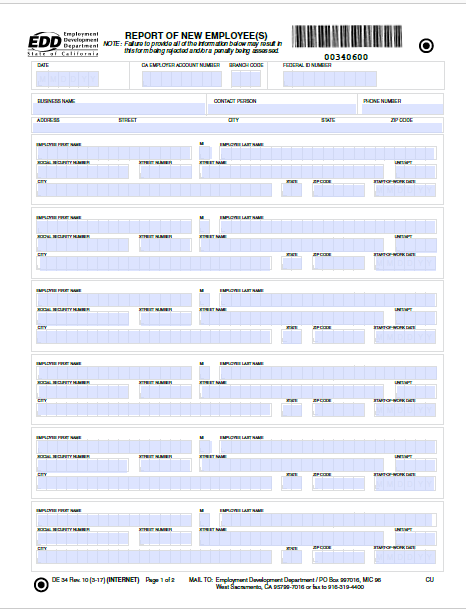 EDD Employment
Development
Department
State of California
REPORT OF NEW EMPLOYEE(S)
NOTE: Failure to provide all of the information below may result in
this form being rejected and/or a penalty being assessed.
00340600
DATE CA EMPLOYER ACCOUNT NUMBER BRANCH CODE FEDERAL ID NUMBER
BUSINESS NAME CONTACT PERSON PHONE NUMBER
ADDRESS STREET CITY STATE ZIP CODE
EMPLOYEE FIRST NAME MI EMPLOYEE LAST NAME
SOCIAL SECURITY NUMBER STREET NUMBER STREET NAME UNIT/APT
CITY STATE ZIP CODE START-OF-WORK DATE
EMPLOYEE FIRST NAME MI EMPLOYEE LAST NAME
SOCIAL SECURITY NUMBER STREET NUMBER STREET NAME UNIT/APT
CITY STATE ZIP CODE START-OF-WORK DATE
EMPLOYEE FIRST NAME MI EMPLOYEE LAST NAME
SOCIAL SECURITY NUMBER STREET NUMBER STREET NAME UNIT/APT
CITY STATE ZIP CODE START-OF-WORK DATE
EMPLOYEE FIRST NAME MI EMPLOYEE LAST NAME
SOCIAL SECURITY NUMBER STREET NUMBER STREET NAME UNIT/APT
CITY STATE ZIP CODE START-OF-WORK DATE
EMPLOYEE FIRST NAME MI EMPLOYEE LAST NAME
SOCIAL SECURITY NUMBER STREET NUMBER STREET NAME UNIT/APT
CITY STATE ZIP CODE START-OF-WORK DATE
EMPLOYEE FIRST NAME MI EMPLOYEE LAST NAME
SOCIAL SECURITY NUMBER STREET NUMBER STREET NAME UNIT/APT
CITY STATE ZIP CODE START-OF-WORK DATE
DE 34 Rev. 10 (3-17) (INTERNET) Page 1 of 2 MAIL TO: Employment Development Department / PO Box 997016, MIC 96 CU
West Sacramento, CA 95799-7016 or fax to 916-319-4400